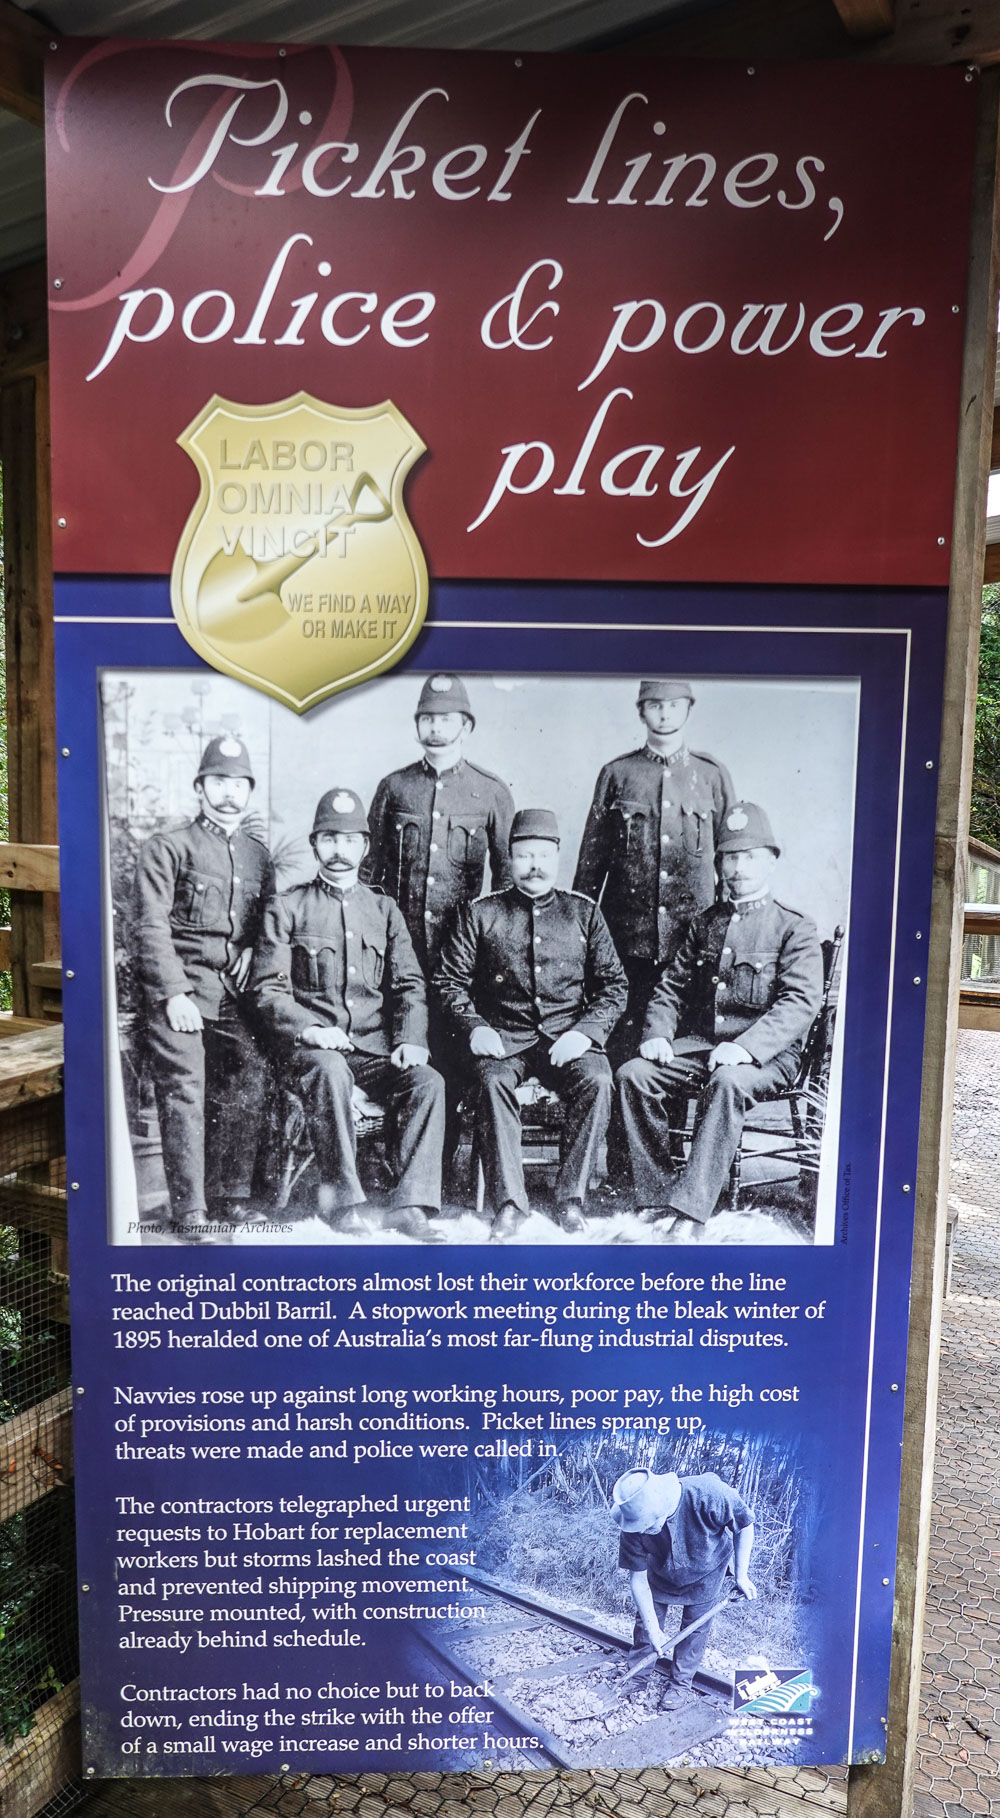 Picket lines,
police & power
play
LABOR
OMNIA
VINCIT
WE FIND A WAY
OR MAKE IT
Photo, Tasmanian Archives
Archives Office of Tas.
The original contractors almost lost their workforce before the line
reached Dubbil Barril. A stopwork meeting during the bleak winter of
1895 heralded one of Australia's most far-flung industrial disputes.
Navvies rose up against long working hours, poor pay, the high cost
of provisions and harsh conditions. Picket lines sprang up,
threats were made and police were called in.
The contractors telegraphed urgent
requests to Hobart for replacement
workers but storms lashed the coast
and prevented shipping movement.
Pressure mounted, with construction
already behind schedule.
Contractors had no choice but to back
down, ending the strike with the offer
of a small wage increase and shorter hours.
WEST COAST
WILDERNESS
RAILWAY